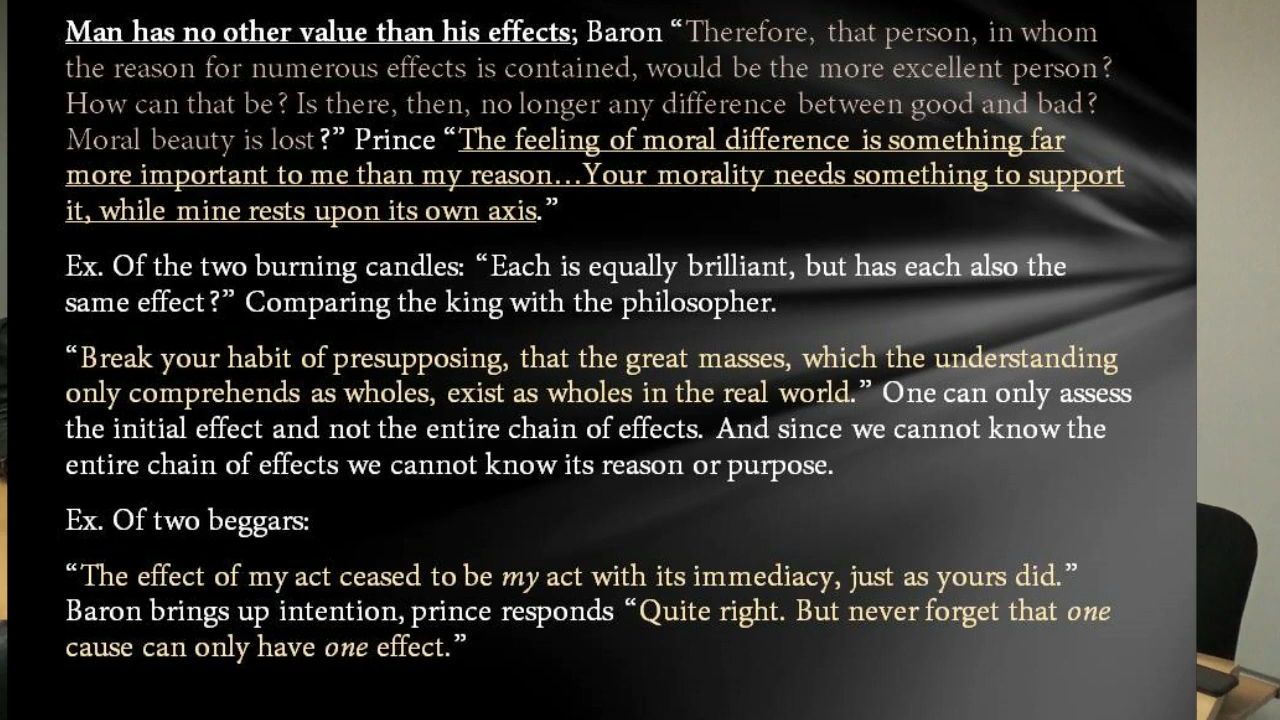 Man has no other value than his effects; Baron “Therefore, that person, in whom
the reason for numerous effects is contained, would be the more excellent person?
How can that be? Is there, then, no longer any difference between good and bad?
Moral beauty is lost?” Prince “The feeling of moral difference is something far
more important to me than my reason…Your morality needs something to support
it, while mine rests upon its own axis.”
Ex. Of the two burning candles: “Each is equally brilliant, but has each also the
same effect?” Comparing the king with the philosopher.
“Break your habit of presupposing, that the great masses, which the understanding
only comprehends as wholes, exist as wholes in the real world.” One can only assess
the initial effect and not the entire chain of effects. And since we cannot know the
entire chain of effects we cannot know its reason or purpose.
Ex. Of two beggars:
“The effect of my act ceased to be my act with its immediacy, just as yours did.”
Baron brings up intention, prince responds “Quite right. But never forget that one
cause can only have one effect.”